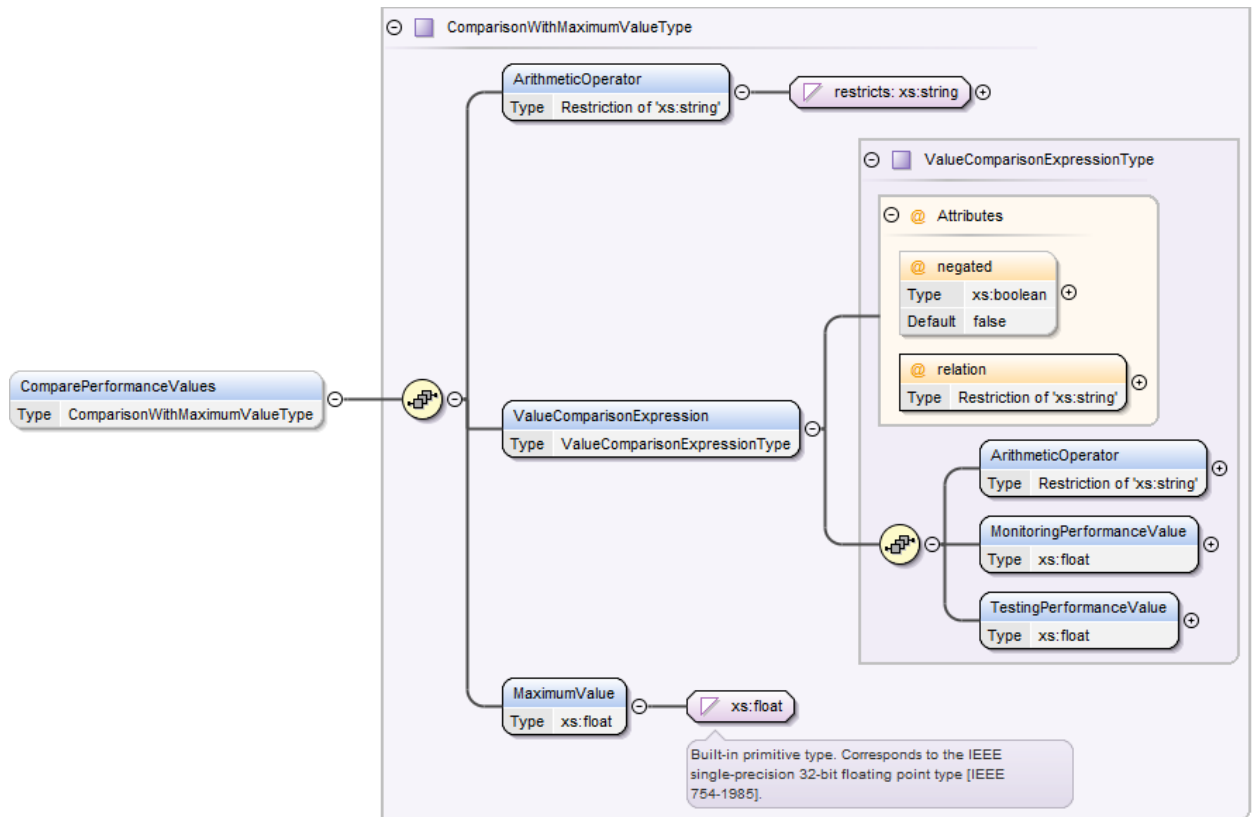 ComparisonWithMaximumValueType
ArithmeticOperator
Type Restriction of 'xs:string'
restricts: xs:string
ValueComparisonExpressionType
@ Attributes
@ negated
Type xs:boolean
Default false
@ relation
Type Restriction of 'xs:string'
ComparePerformanceValues
Type ComparisonWithMaximumValueType
ValueComparisonExpression
Type ValueComparisonExpressionType
ArithmeticOperator
Type Restriction of 'xs:string'
MonitoringPerformanceValue
Type xs:float
TestingPerformanceValue
Type xs:float
MaximumValue
Type xs:float
xs:float
Built-in primitive type. Corresponds to the IEEE
single-precision 32-bit floating point type [IEEE
754-1985].